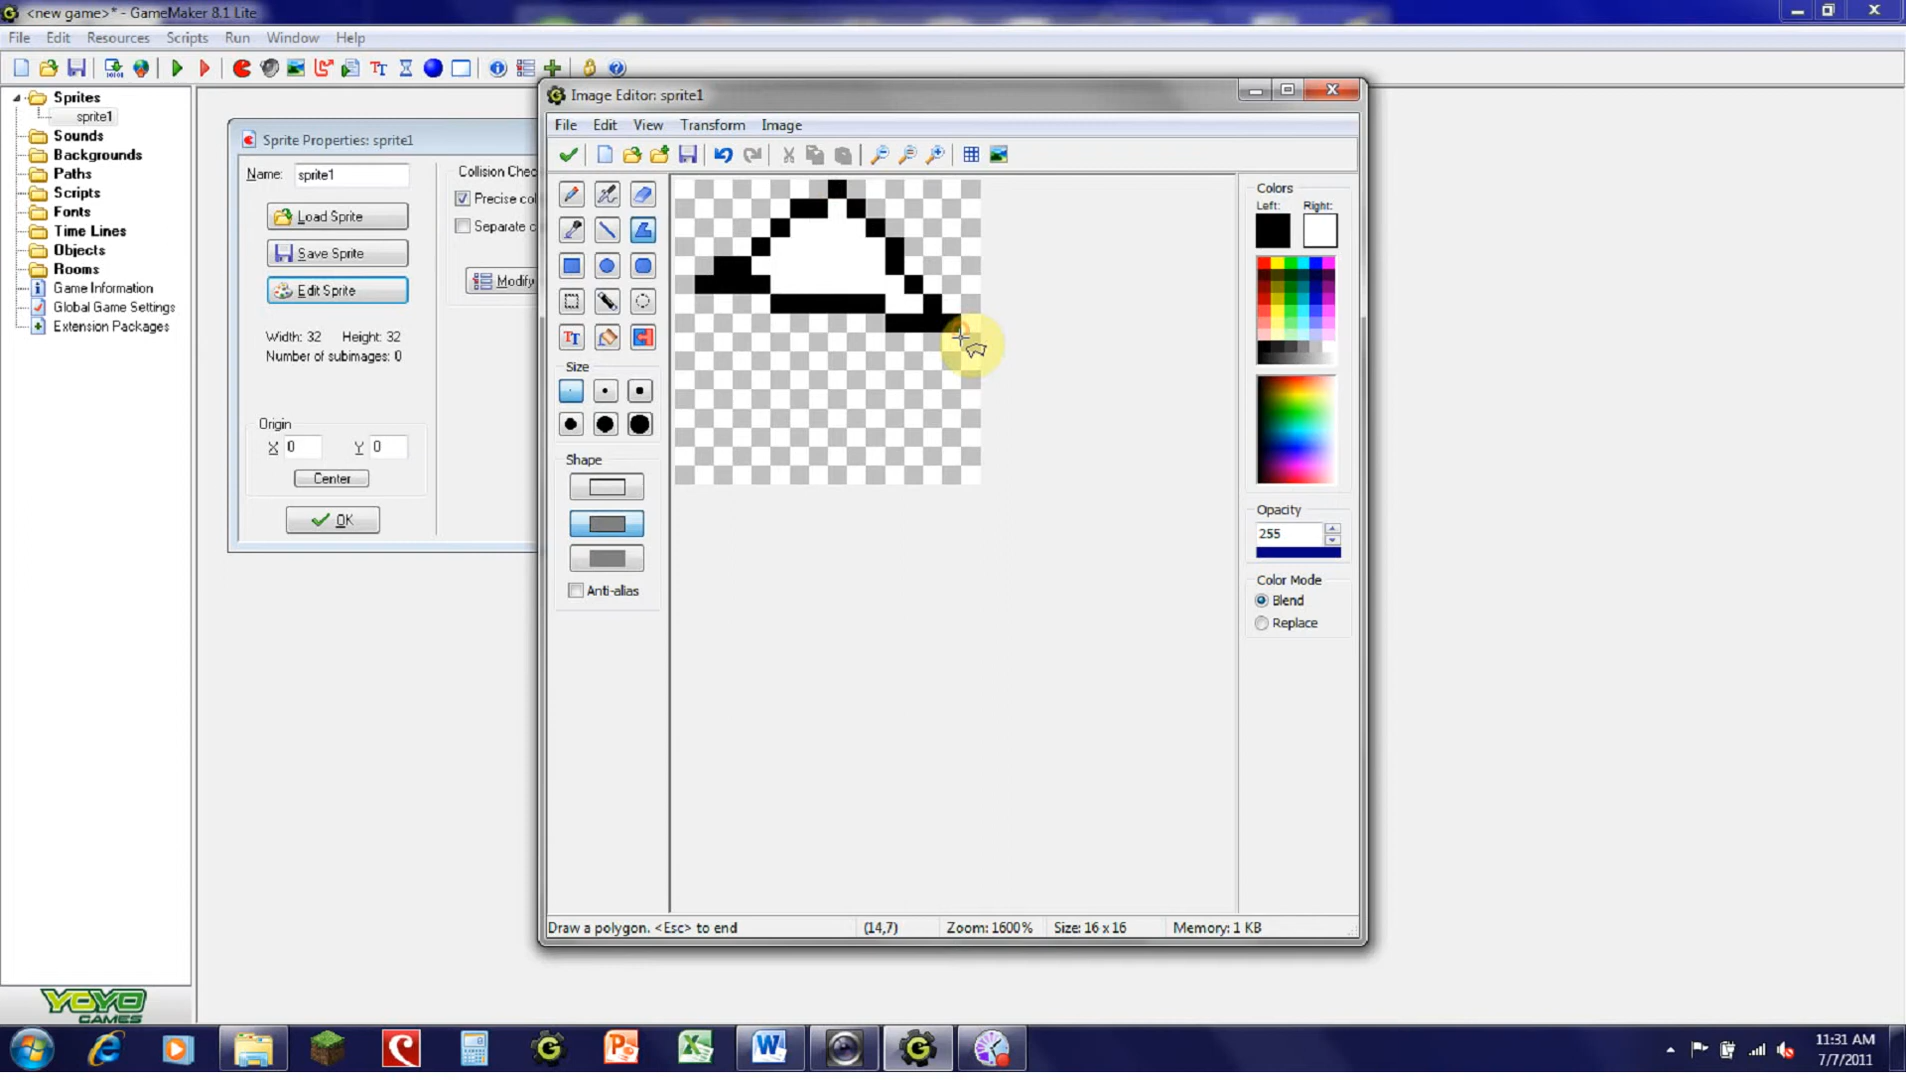 <new game>* - GameMaker 8.1 Lite
File Edit Resources Scripts Run Window Help
Sprites
sprite1
Sounds
Backgrounds
Paths
Scripts
Fonts
Time Lines
Objects
Rooms
Game Information
Global Game Settings
Extension Packages
YOYO
GAMES
Sprite Properties: sprite1
Name: sprite1
Load Sprite
Save Sprite
Edit Sprite
Width: 32 Height: 32
Number of subimages: 0
Origin
X 0 Y 0
Center
OK
Collision Chec
Precise col
Separate c
Modify
Image Editor: sprite1
File Edit View Transform Image
Size
Shape
Anti-alias
Colors
Left: Right:
Opacity
255
Color Mode
Blend
Replace
Draw a polygon. <Esc> to end (14,7) Zoom: 1600% Size: 16 x 16 Memory: 1 KB
11:31 AM
7/7/2011